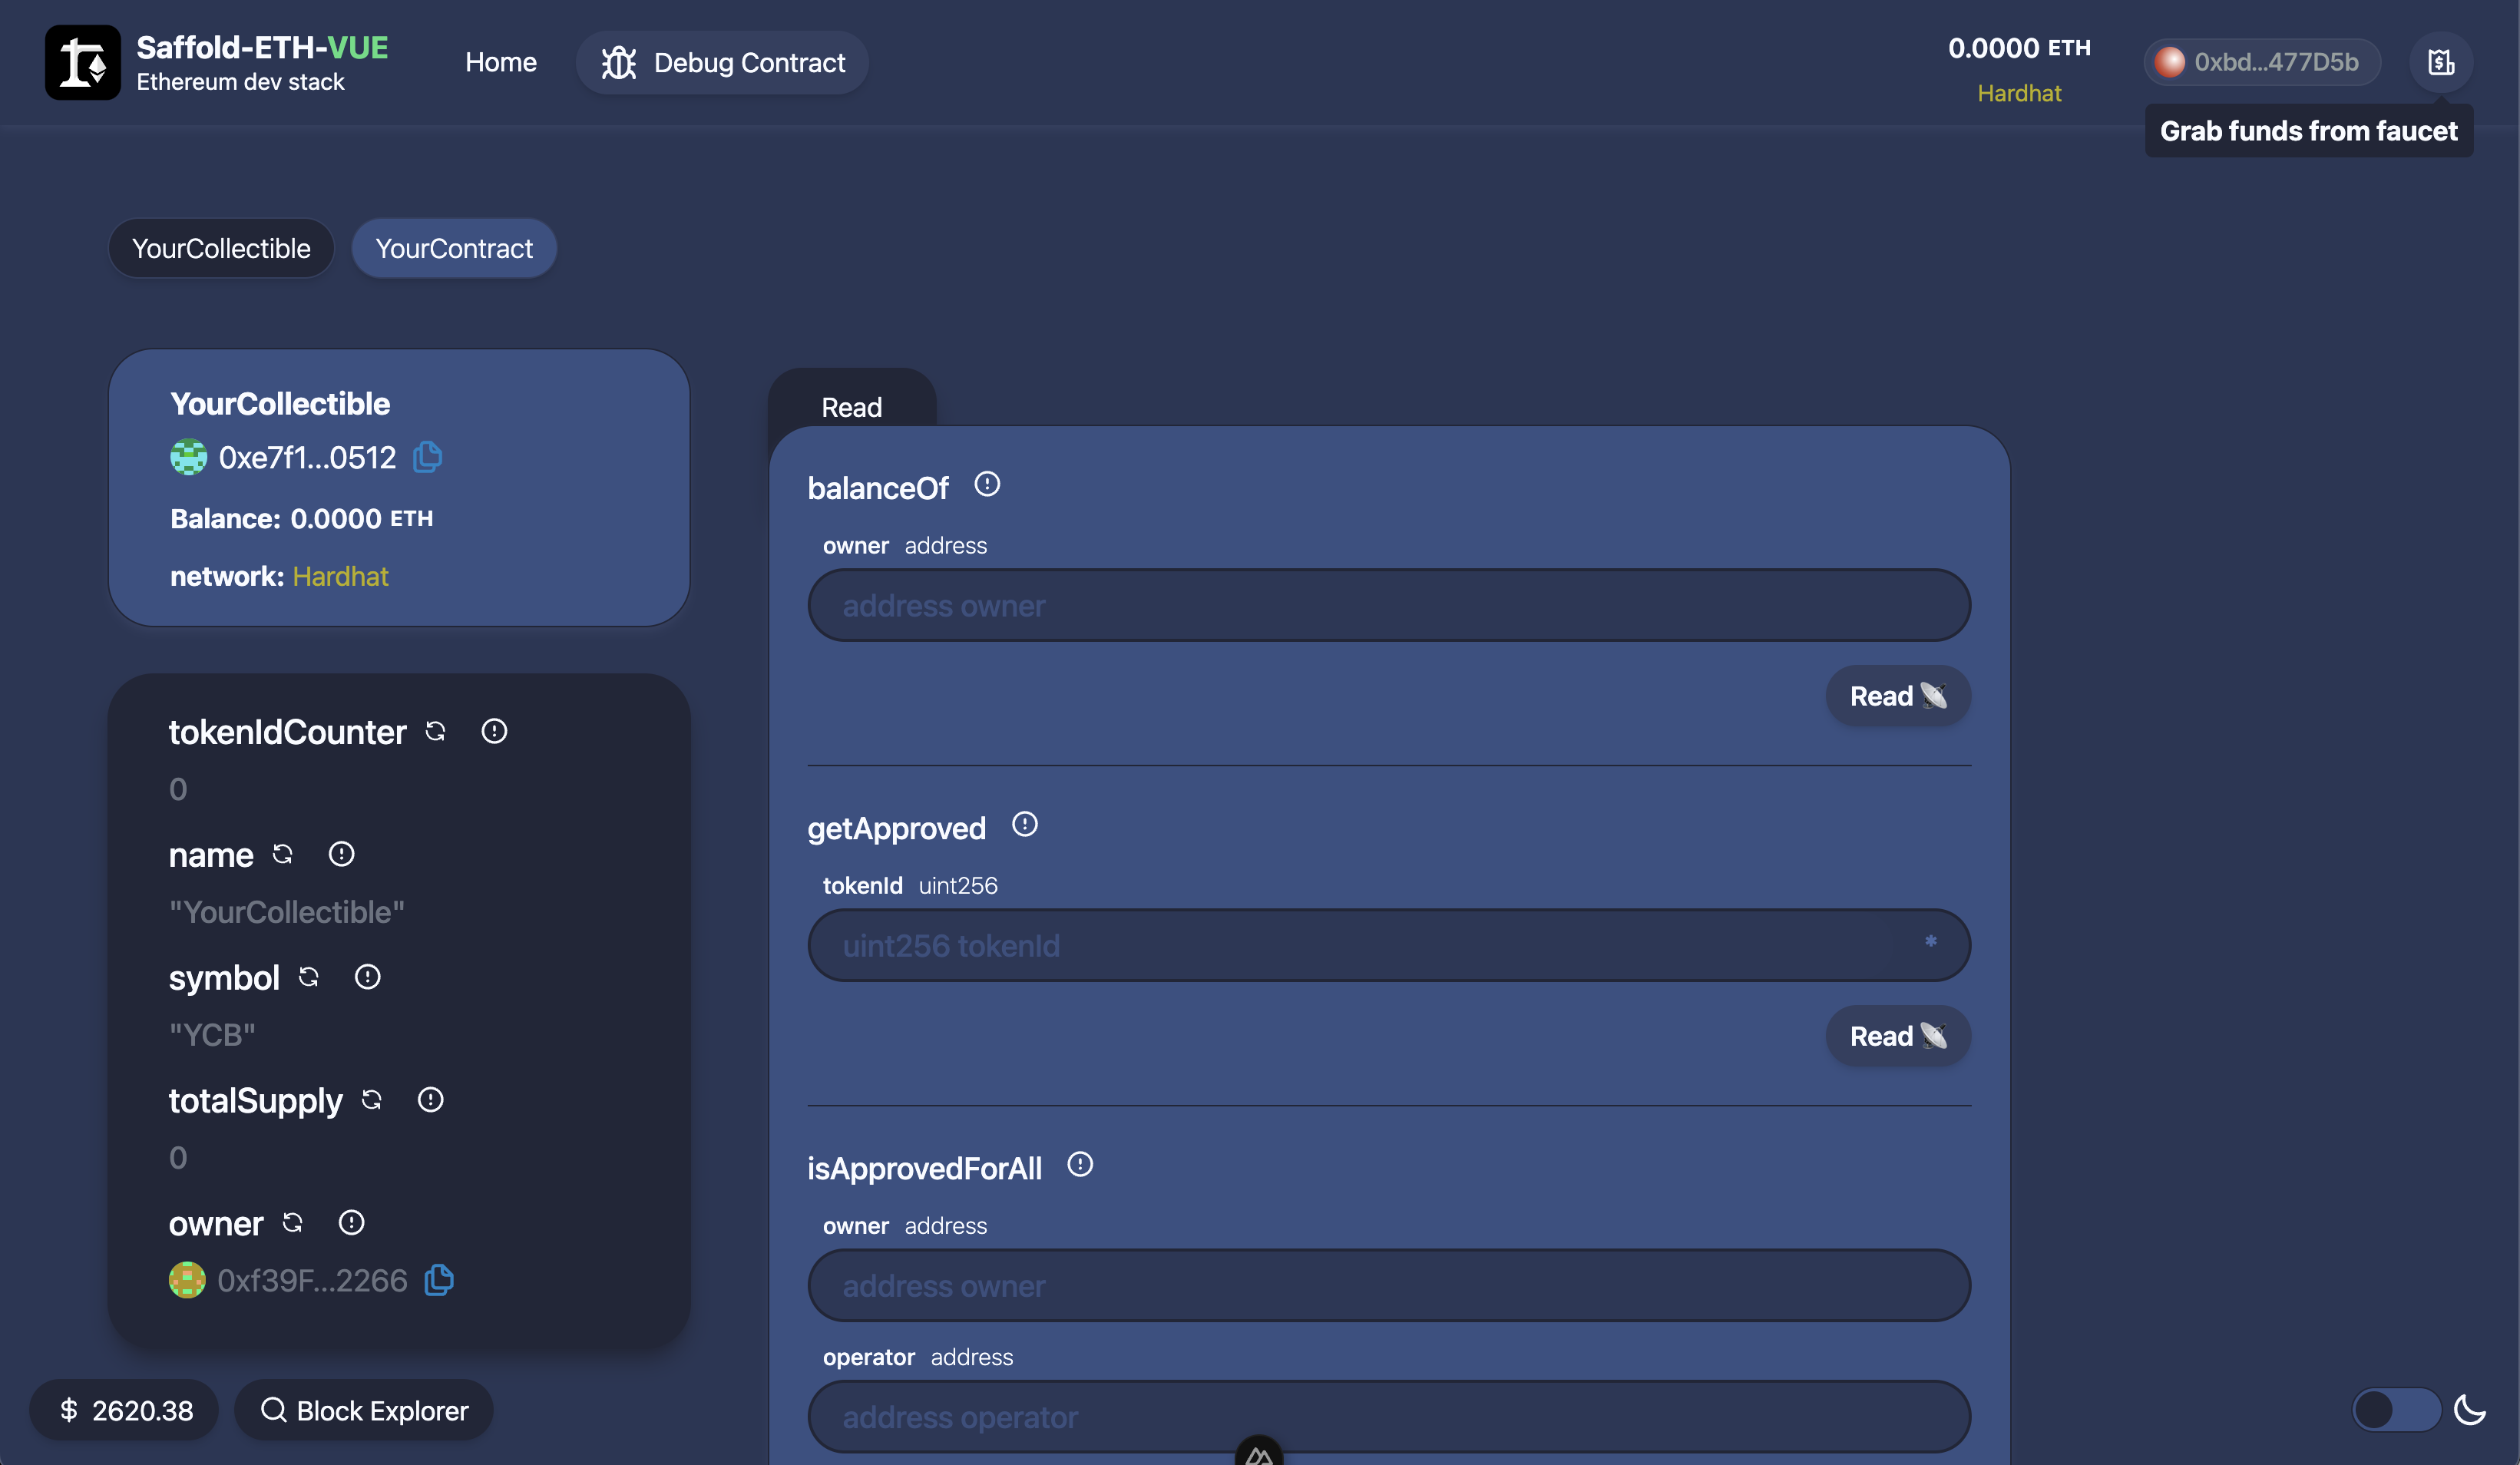 Saffold-ETH-VUE
Ethereum dev stack
Home
Debug Contract
0.0000 ETH
Hardhat
0xbd...477D5b
Grab funds from faucet
YourCollectible
YourContract
YourCollectible
0xe7f1...0512
Balance: 0.0000 ETH
network: Hardhat
tokenIdCounter
0
name
"YourCollectible"
symbol
"YCB"
totalSupply
0
owner
0xf39F...2266
Read
balanceOf
owner address
address owner
Read
getApproved
tokenId uint256
uint256 tokenId *
Read
isApprovedForAll
owner address
address owner
operator address
address operator
$ 2620.38
Block Explorer